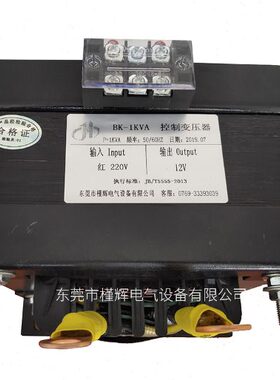 合格证
BK-1KVA 控制变压器
P-1KVA 频率: 50/60HZ 日期: 2019.07
输入 Input 输出 Output
红 220V 12V
执行标准: JB/T5555-2013
东莞市槿辉电气设备有限公司 客服: 0769-33393039
东莞市槿辉电气设备有限公司